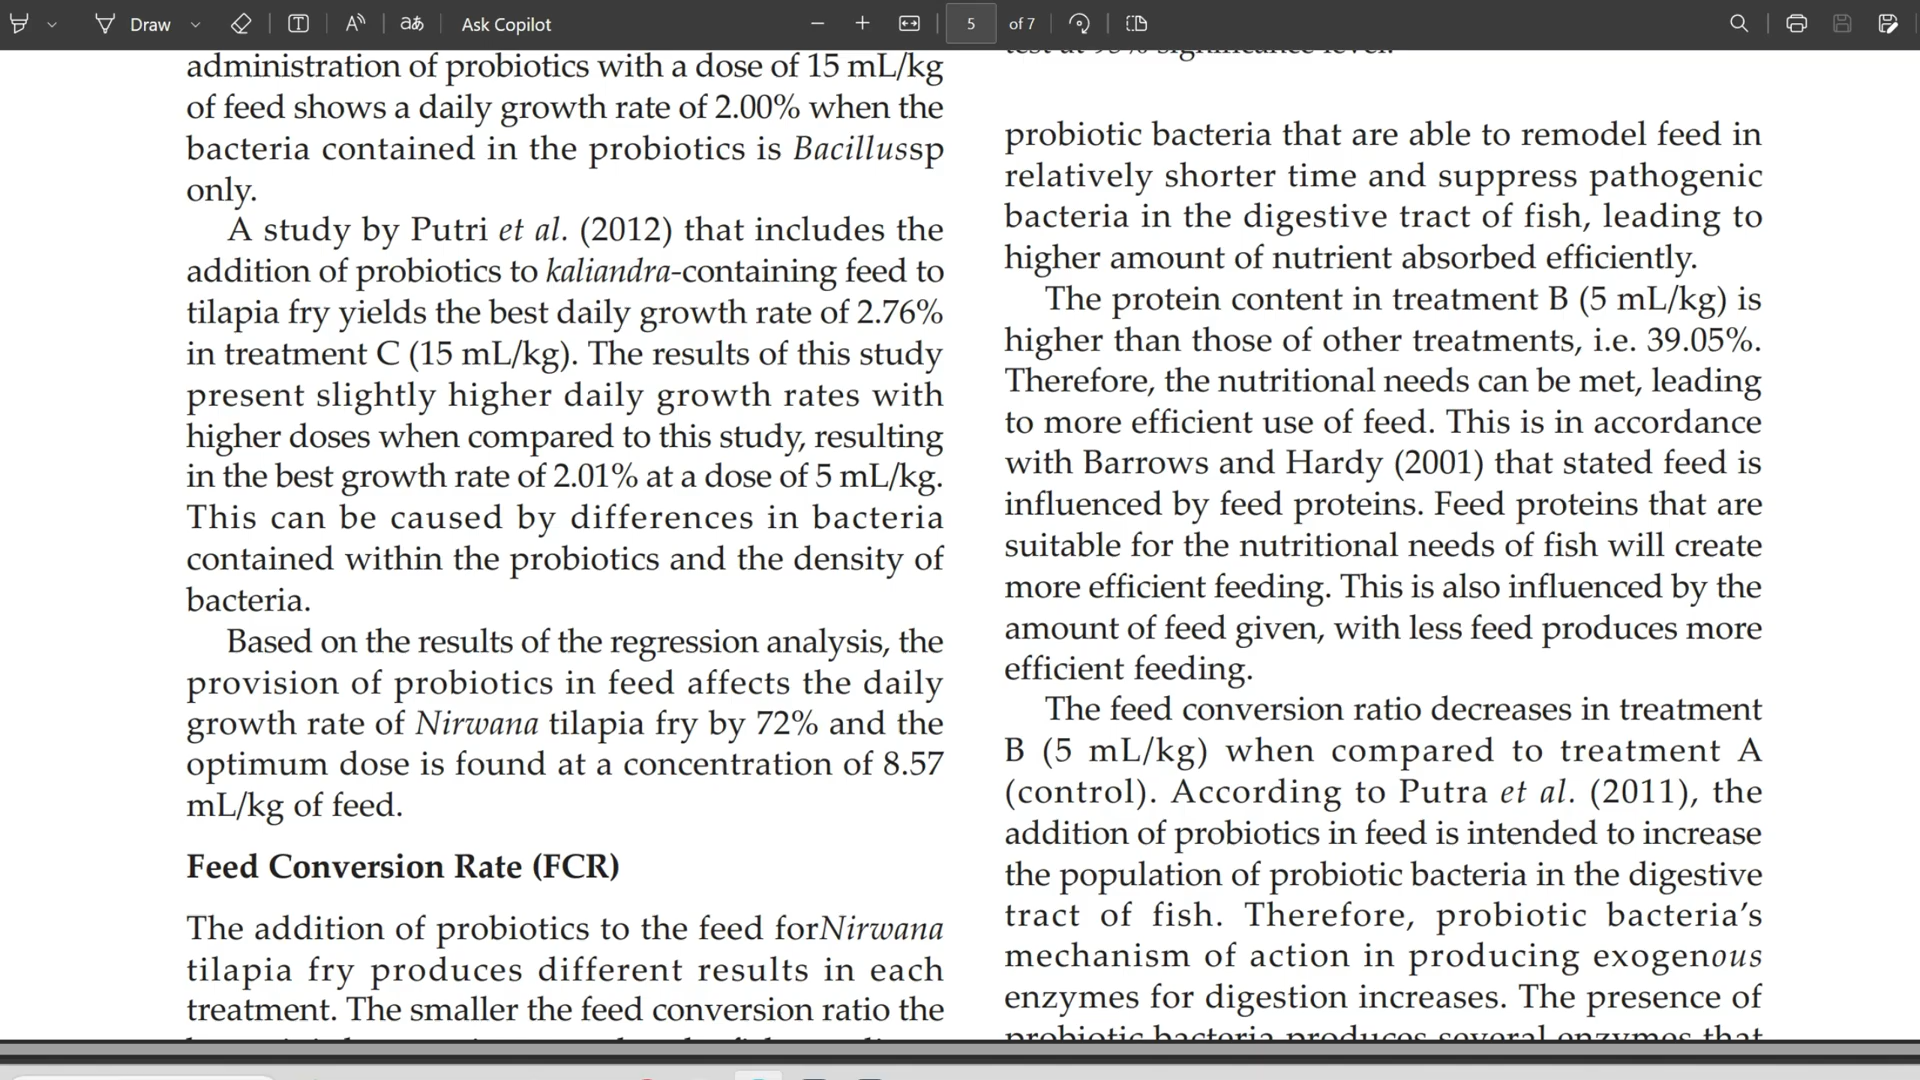 Draw
Ask Copilot
5 of 7
administration of probiotics with a dose of 15 mL/kg
of feed shows a daily growth rate of 2.00% when the
bacteria contained in the probiotics is Bacillussp
only.
A study by Putri et al. (2012) that includes the
addition of probiotics to kaliandra-containing feed to
tilapia fry yields the best daily growth rate of 2.76%
in treatment C (15 mL/kg). The results of this study
present slightly higher daily growth rates with
higher doses when compared to this study, resulting
in the best growth rate of 2.01% at a dose of 5 mL/kg.
This can be caused by differences in bacteria
contained within the probiotics and the density of
bacteria.
Based on the results of the regression analysis, the
provision of probiotics in feed affects the daily
growth rate of Nirwana tilapia fry by 72% and the
optimum dose is found at a concentration of 8.57
mL/kg of feed.
Feed Conversion Rate (FCR)
The addition of probiotics to the feed forNirwana
tilapia fry produces different results in each
treatment. The smaller the feed conversion ratio the
test at 95% significance level.
probiotic bacteria that are able to remodel feed in
relatively shorter time and suppress pathogenic
bacteria in the digestive tract of fish, leading to
higher amount of nutrient absorbed efficiently.
The protein content in treatment B (5 mL/kg) is
higher than those of other treatments, i.e. 39.05%.
Therefore, the nutritional needs can be met, leading
to more efficient use of feed. This is in accordance
with Barrows and Hardy (2001) that stated feed is
influenced by feed proteins. Feed proteins that are
suitable for the nutritional needs of fish will create
more efficient feeding. This is also influenced by the
amount of feed given, with less feed produces more
efficient feeding.
The feed conversion ratio decreases in treatment
B (5 mL/kg) when compared to treatment A
(control). According to Putra et al. (2011), the
addition of probiotics in feed is intended to increase
the population of probiotic bacteria in the digestive
tract of fish. Therefore, probiotic bacteria's
mechanism of action in producing exogenous
enzymes for digestion increases. The presence of
probiotic bacteria produces several enzymes that